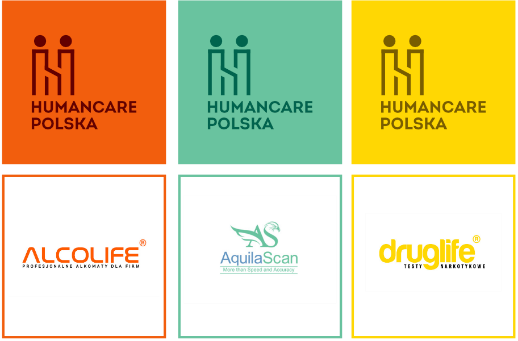 HUMANCARE
POLSKA
HUMANCARE
POLSKA
HUMANCARE
POLSKA
ALCOLIFE®
PROFESJONALNE ALKOMATY DLA FIRM
AS
AquilaScan
More than Speed and Accuracy
druglife®
TESTY NARKOTYKOWE